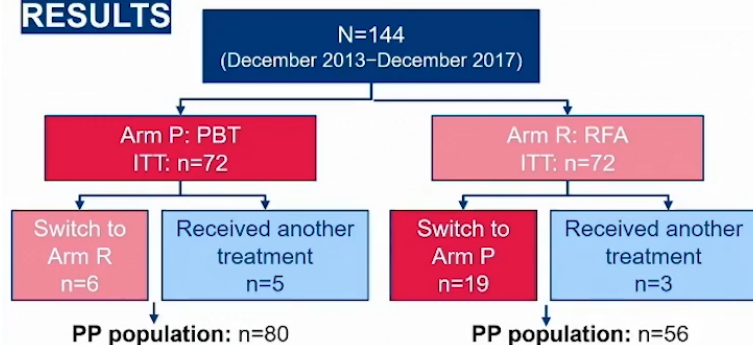 RESULTS
N=144
(December 2013–December 2017)
Arm P: PBT
ITT: n=72
Arm R: RFA
ITT: n=72
Switch to
Arm R
n=6
Received another
treatment
n=5
Switch to
Arm P
n=19
Received another
treatment
n=3
PP population: n=80
PP population: n=56